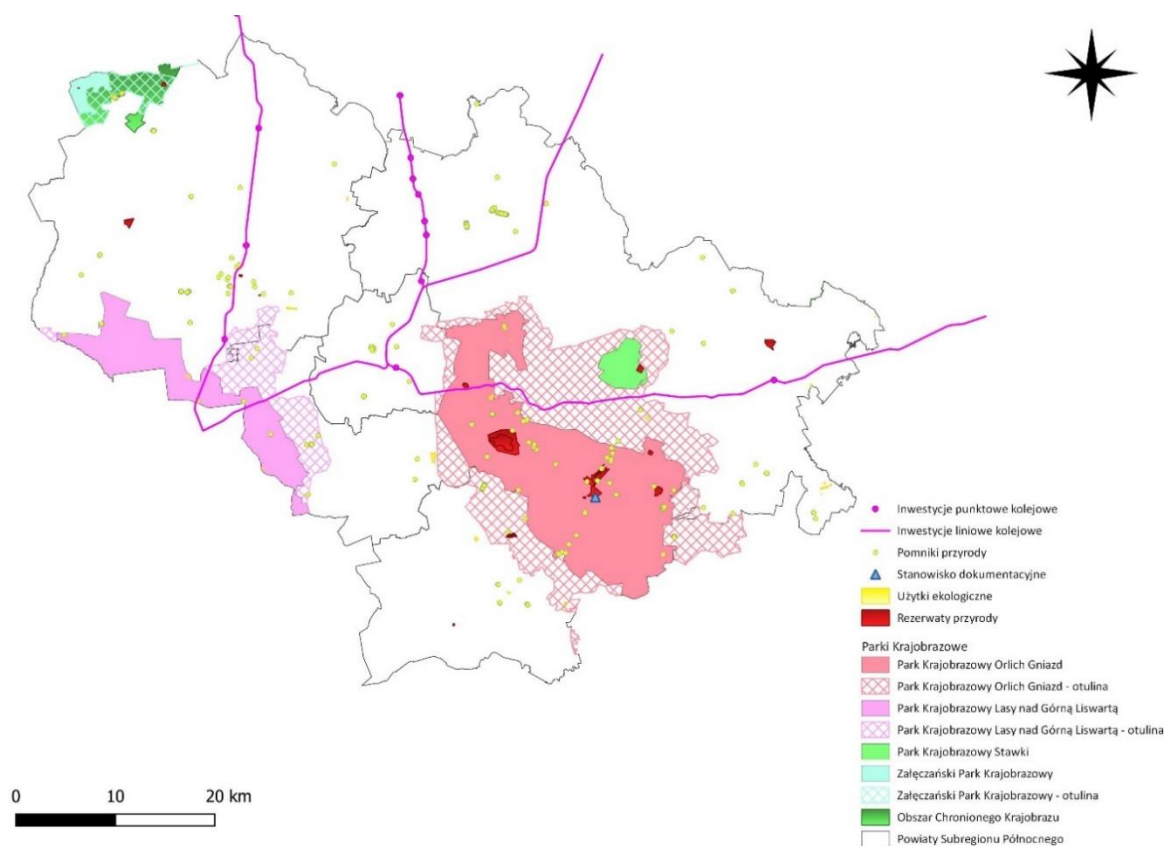 Inwestycje punktowe kolejowe
Inwestycje liniowe kolejowe
Pomniki przyrody
Stanowisko dokumentacyjne
Użytki ekologiczne
Rezerwaty przyrody
Parki Krajobrazowe
Park Krajobrazowy Orlich Gniazd
Park Krajobrazowy Orlich Gniazd - otulina
Park Krajobrazowy Lasy nad Górną Liswartą
Park Krajobrazowy Lasy nad Górną Liswartą - otulina
Park Krajobrazowy Stawki
Załęczański Park Krajobrazowy
Załęczański Park Krajobrazowy - otulina
Obszar Chronionego Krajobrazu
Powiaty Subregionu Północnego
0 10 20 km